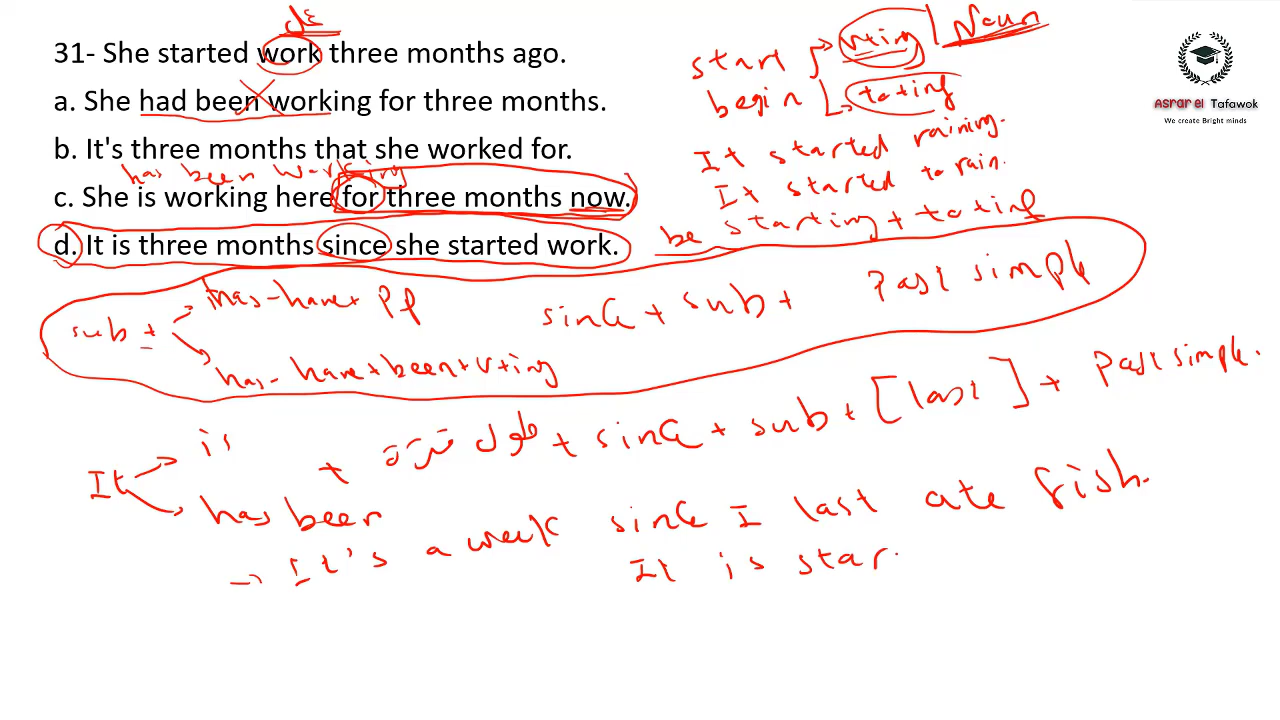 31- She started work three months ago.
a. She had been working for three months.
b. It's three months that she worked for.
has been working
c. She is working here for three months now.
d. It is three months since she started work.
start v+ing / Noun
begin to+inf
It started raining.
It started to rain.
be starting + to+inf
Asrar el Tafawok
We create Bright minds
sub + has-have+ PP
has-have+been+v+ing
since + sub + Past simple
It is
has been
+ طول فترة + since + sub + [last] + Past simple.
→ It's a week since I last ate fish.
It is star